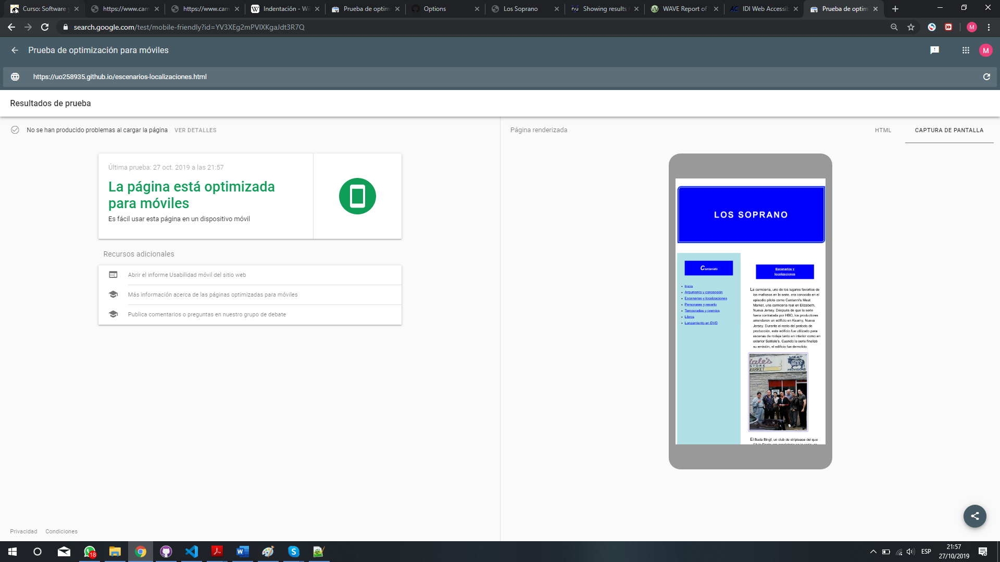 Curso: Software y
https://www.cam
https://www.cam
Indentación - Wi
Prueba de optim
Options
Los Soprano
Showing results f
WAVE Report of
IDI Web Accessib
Prueba de optim
search.google.com/test/mobile-friendly?id=YV3XEg2mPVlXKgaJdt3R7Q
M
Prueba de optimización para móviles
M
https://uo258935.github.io/escenarios-localizaciones.html
Resultados de prueba
No se han producido problemas al cargar la página VER DETALLES
Última prueba: 27 oct. 2019 a las 21:57
La página está optimizada
para móviles
Es fácil usar esta página en un dispositivo móvil
Recursos adicionales
Abrir el informe Usabilidad móvil del sitio web
Más información acerca de las páginas optimizadas para móviles
Publica comentarios o preguntas en nuestro grupo de debate
Página renderizada
HTML
CAPTURA DE PANTALLA
LOS SOPRANO
Contenido
Inicio
Argumento y concepción
Escenarios y localizaciones
Personajes y reparto
Temporadas y premios
Libros
Lanzamiento en DVD
Escenarios y
localizaciones
La carnicería, uno de los lugares favoritos de
los mafiosos en la serie, era conocida en el
episodio piloto como Centanni's Meat
Market, una carnicería real en Elizabeth,
Nueva Jersey. Después de que la serie
fuera contratada por HBO, los productores
arrendaron un edificio en Kearny, Nueva
Jersey. Durante el resto del periodo de
producción, este edificio fue utilizado para
escenas de rodaje tanto en interior como en
exterior Satriale's. Cuando la serie finalizó
su emisión, el edificio fue demolido.
MEAT
BEEF
PROVISIONS
STORE
MARKET
El Bada Bing!, un club de striptease del que
Privacidad
Condiciones
18
ESP
21:57
27/10/2019